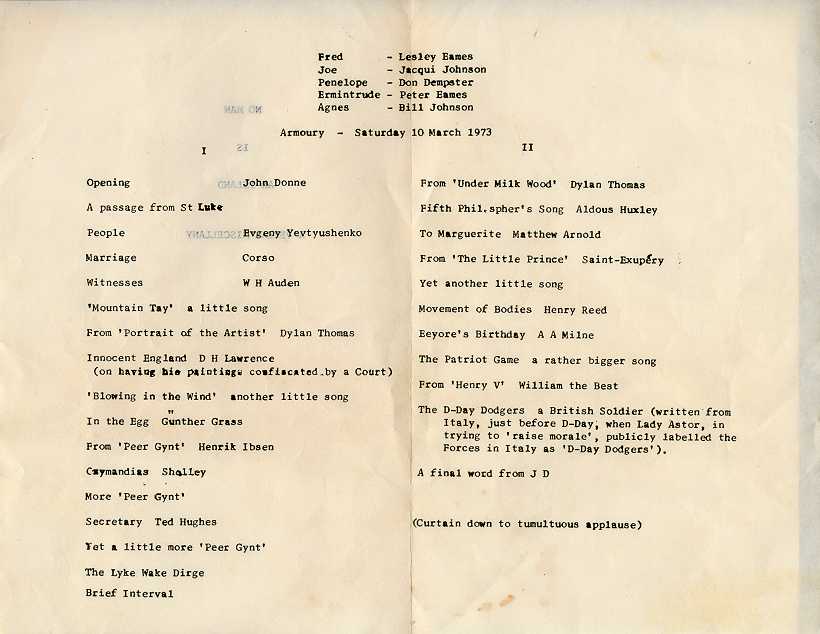 Fred - Lesley Eames
Joe - Jacqui Johnson
Penelope - Don Dempster
Ermintrude - Peter Eames
Agnes - Bill Johnson
Armoury - Saturday 10 March 1973
I
Opening John Donne
A passage from St Luke
People Evgeny Yevtyushenko
Marriage Corso
Witnesses W H Auden
'Mountain Tay' a little song
From 'Portrait of the Artist' Dylan Thomas
Innocent England D H Lawrence
(on having his paintings confiscated by a Court)
'Blowing in the Wind' another little song
In the Egg Günther Grass
From 'Peer Gynt' Henrik Ibsen
Shelley
More 'Peer Gynt'
Secretary Ted Hughes
Yet a little more 'Peer Gynt'
The Lyke Wake Dirge
Brief Interval
II
From 'Under Milk Wood' Dylan Thomas
Fifth Philospher's Song Aldous Huxley
To Marguerite Matthew Arnold
From 'The Little Prince' Saint-Exupéry
Yet another little song
Movement of Bodies Henry Reed
Eeyore's Birthday A A Milne
The Patriot Game a rather bigger song
From 'Henry V' William the Best
The D-Day Dodgers a British Soldier (written from
Italy, just before D-Day, when Lady Astor, in
trying to 'raise morale', publicly labelled the
Forces in Italy as 'D-Day Dodgers').
A final word from J D
(Curtain down to tumultuous applause)
NO MAN
IS